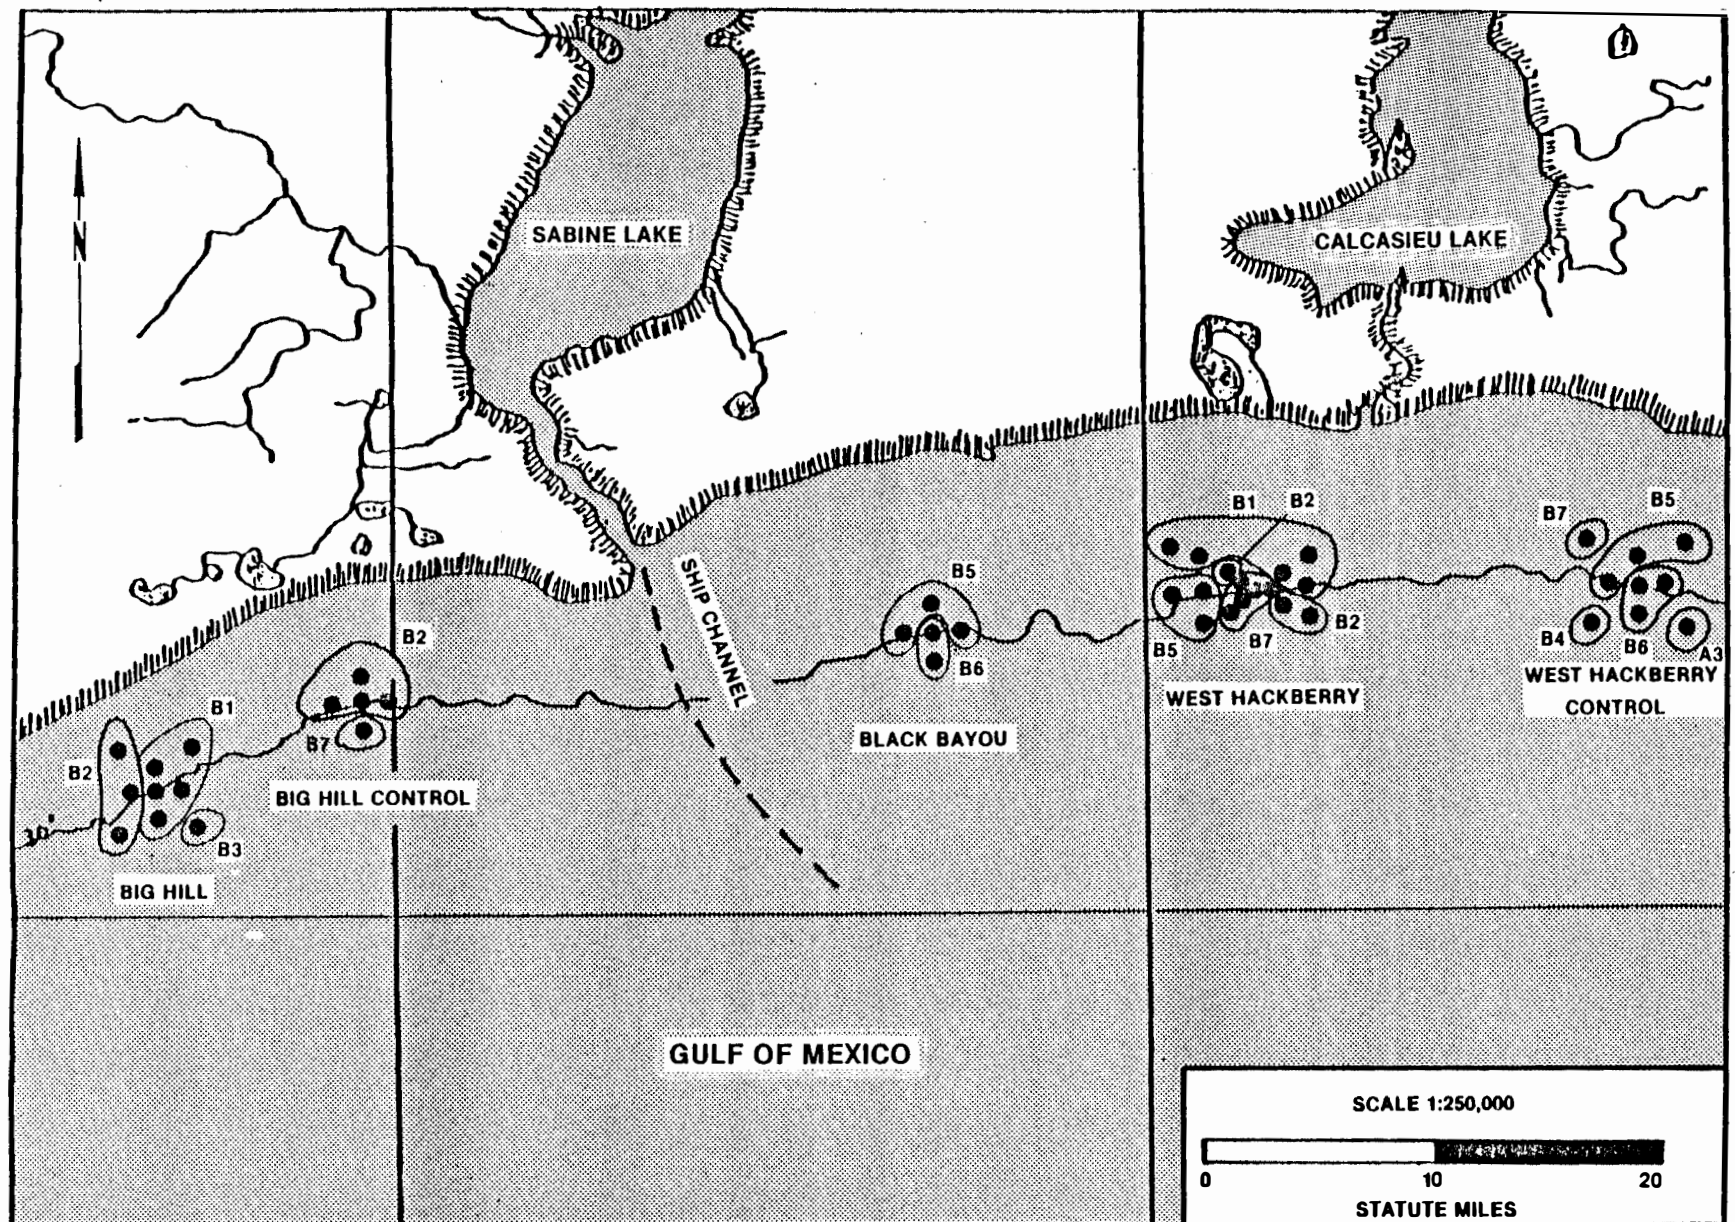 N
SABINE LAKE
CALCASIEU LAKE
SHIP CHANNEL
B1
B2
B7
B5
B5
B2
B6
B5
B7
B2
B4
B6
A3
WEST HACKBERRY
CONTROL
WEST HACKBERRY
B1
B7
B2
BLACK BAYOU
BIG HILL CONTROL
30'
B3
BIG HILL
GULF OF MEXICO
SCALE 1:250,000
0 10 20
STATUTE MILES